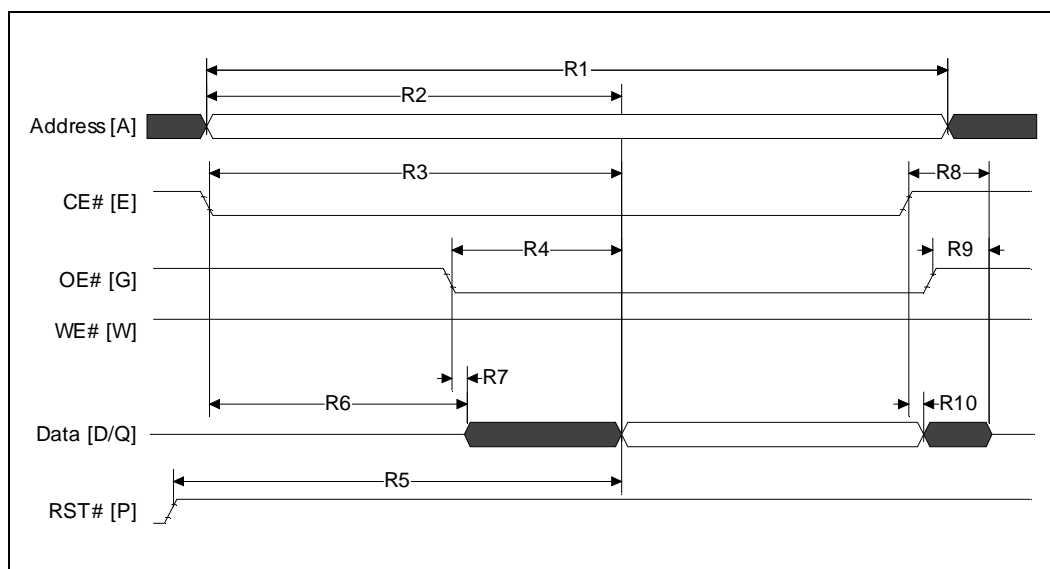 R1
R2
Address [A]
R3
R8
CE# [E]
R4
R9
OE# [G]
WE# [W]
R7
R6
R10
Data [D/Q]
R5
RST# [P]